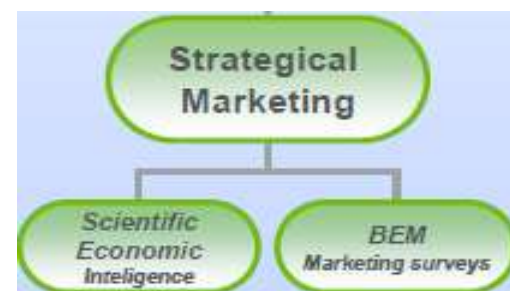 Strategical
Marketing
Scientific
Economic
Inteligence
BEM
Marketing surveys